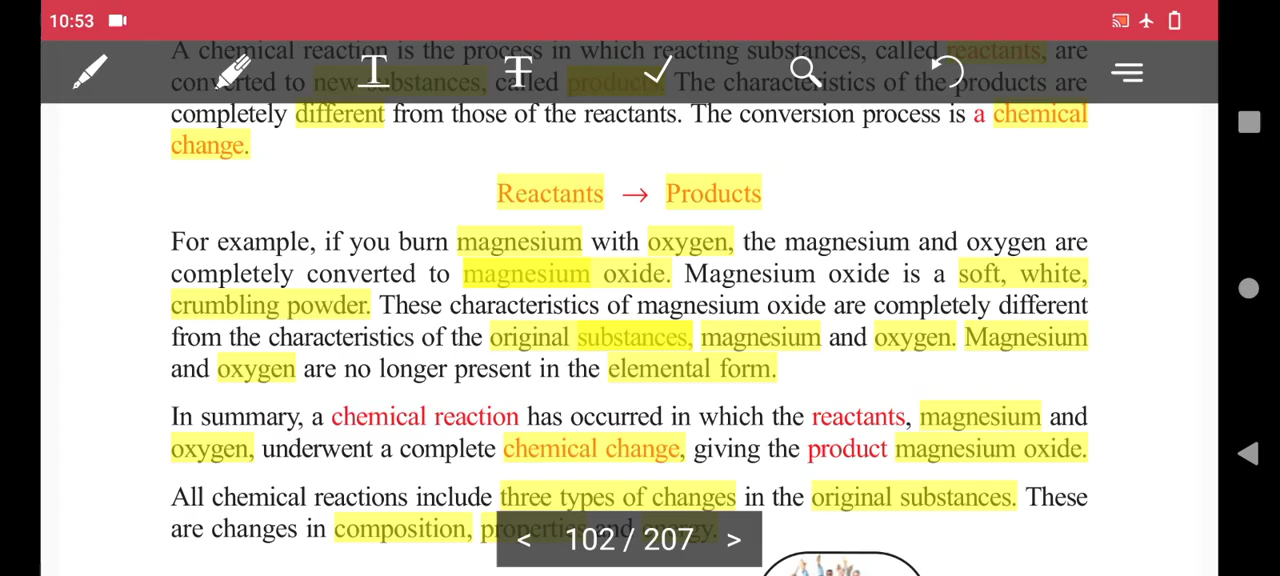 10:53
A chemical reaction is the process in which reacting substances, called reactants, are
converted to new substances, called products. The characteristics of the products are
completely different from those of the reactants. The conversion process is a chemical
change.
Reactants → Products
For example, if you burn magnesium with oxygen, the magnesium and oxygen are
completely converted to magnesium oxide. Magnesium oxide is a soft, white,
crumbling powder. These characteristics of magnesium oxide are completely different
from the characteristics of the original substances, magnesium and oxygen. Magnesium
and oxygen are no longer present in the elemental form.
In summary, a chemical reaction has occurred in which the reactants, magnesium and
oxygen, underwent a complete chemical change, giving the product magnesium oxide.
All chemical reactions include three types of changes in the original substances. These
are changes in composition, properties and energy.
< 102 / 207 >